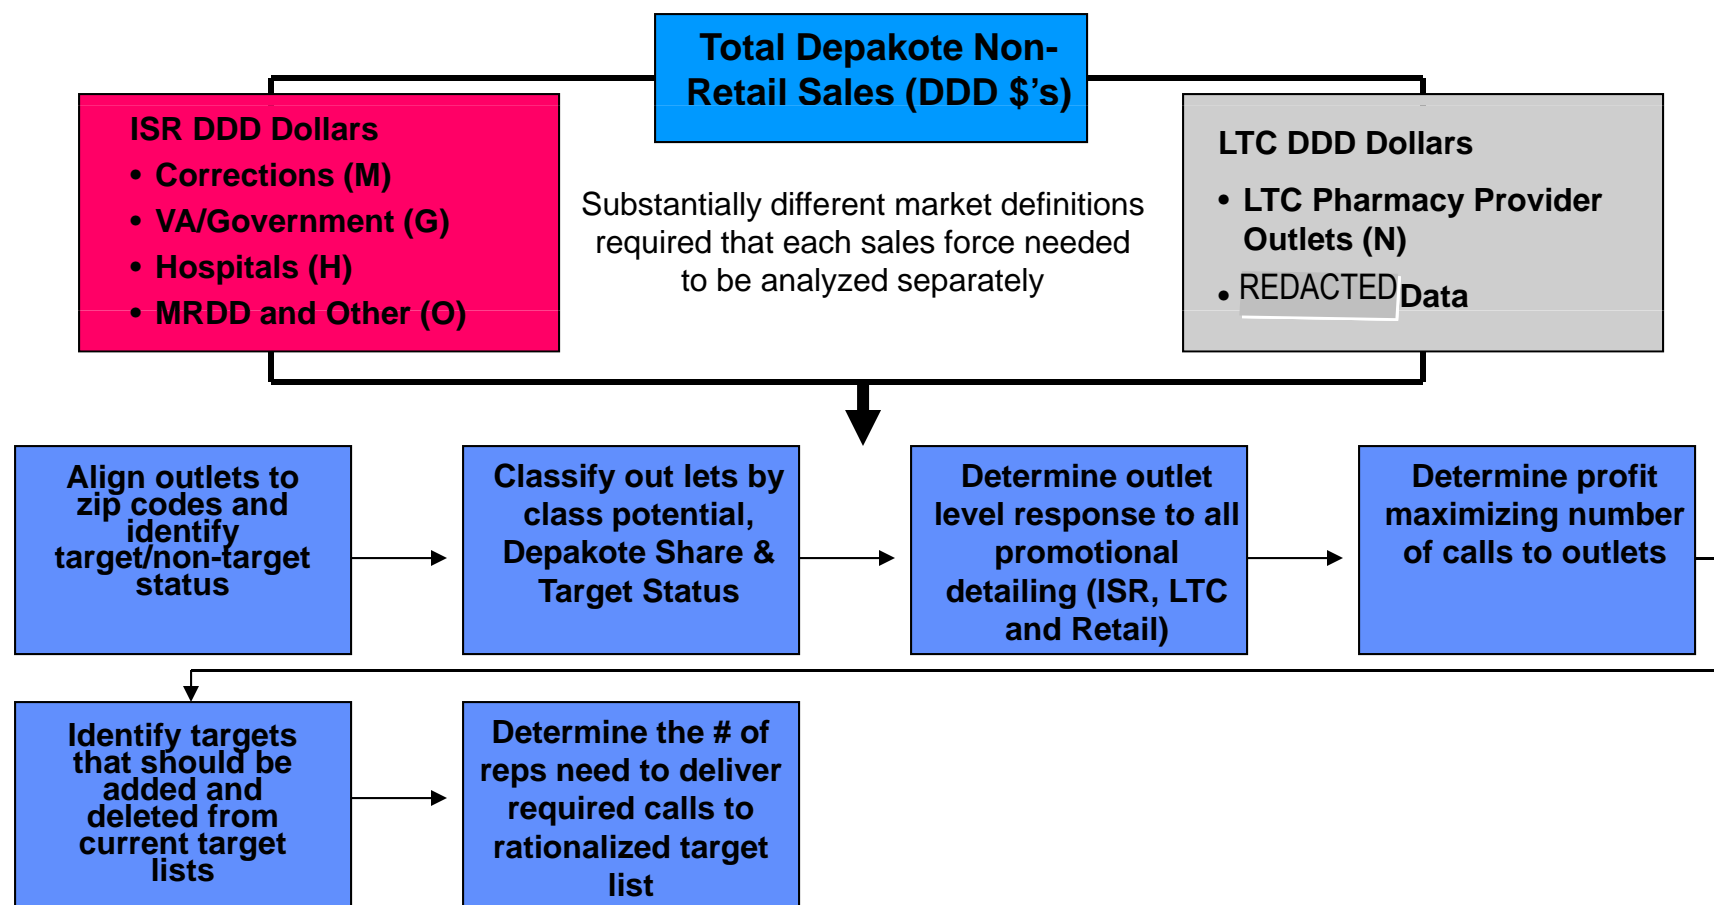 Total Depakote Non-
Retail Sales (DDD $'s)
ISR DDD Dollars
• Corrections (M)
• VA/Government (G)
• Hospitals (H)
• MRDD and Other (O)
Substantially different market definitions
required that each sales force needed
to be analyzed separately
LTC DDD Dollars
• LTC Pharmacy Provider
Outlets (N)
• REDACTED Data
Align outlets to
zip codes and
identify
target/non-target
status
Classify out lets by
class potential,
Depakote Share &
Target Status
Determine outlet
level response to all
promotional
detailing (ISR, LTC
and Retail)
Determine profit
maximizing number
of calls to outlets
Identify targets
that should be
added and
deleted from
current target
lists
Determine the # of
reps need to deliver
required calls to
rationalized target
list